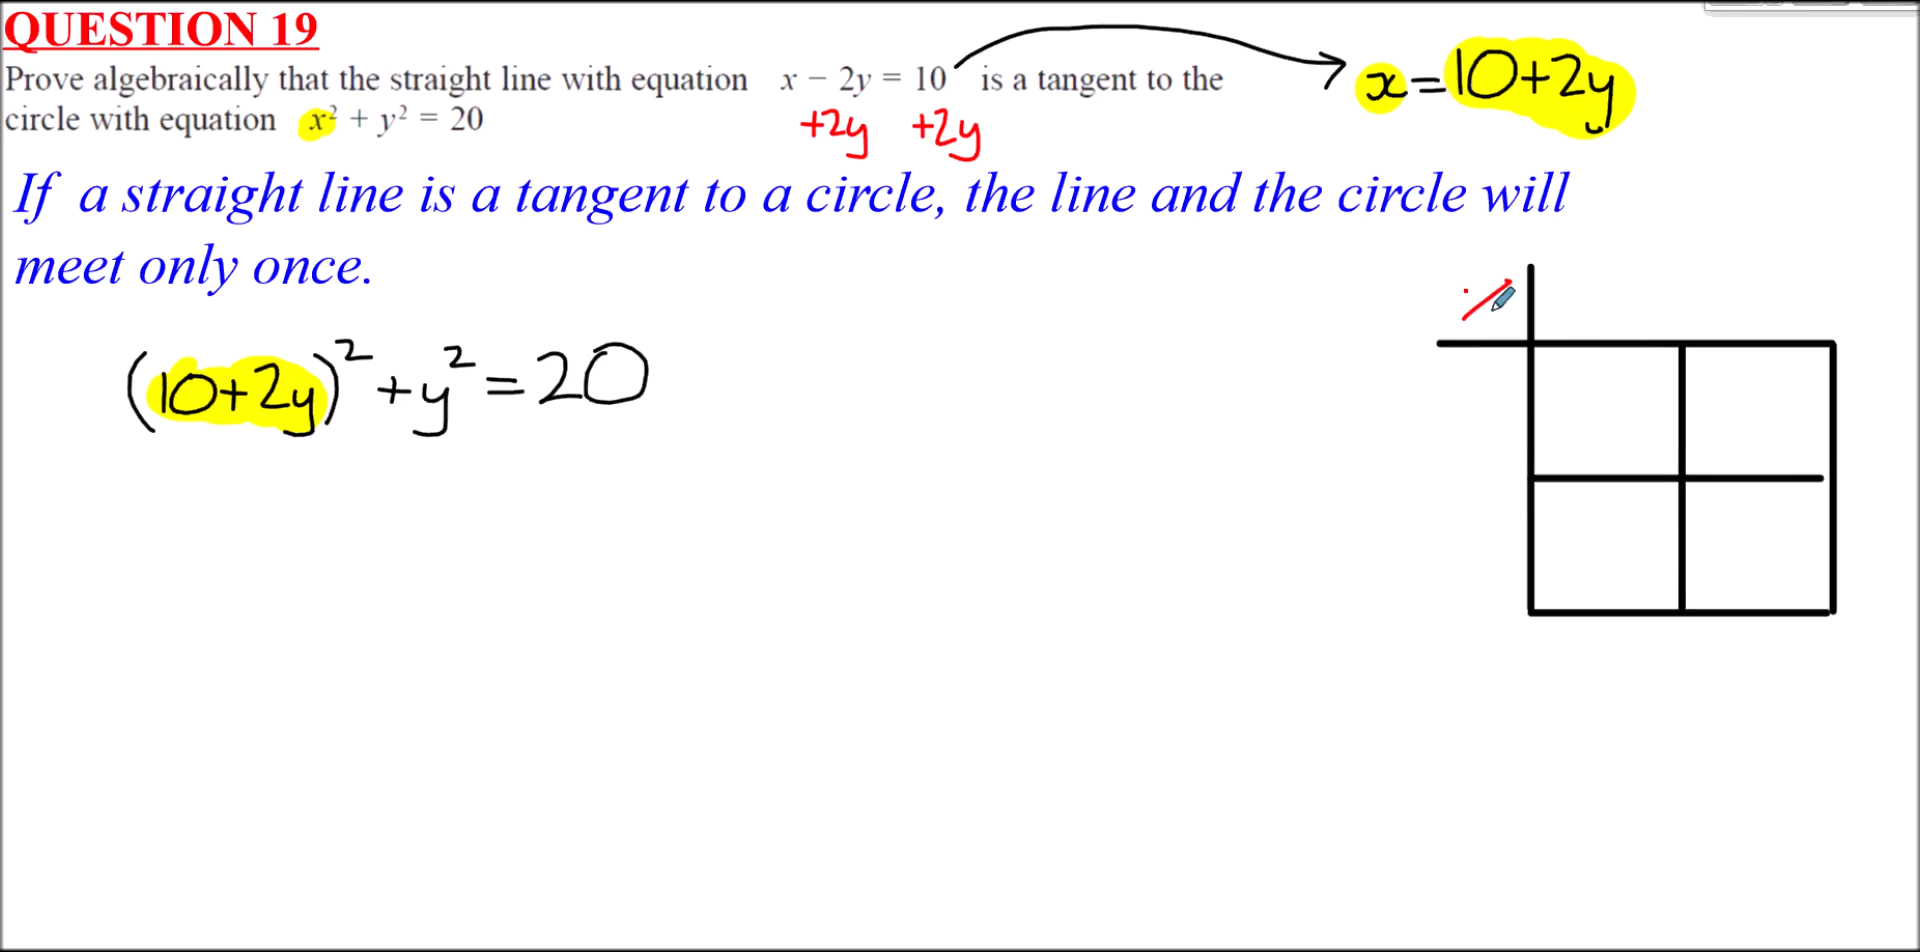 QUESTION 19
Prove algebraically that the straight line with equation x − 2y = 10 is a tangent to the
circle with equation x² + y² = 20
+2y +2y
x=10+2y
If a straight line is a tangent to a circle, the line and the circle will
meet only once.
(10+2y)²+y²=20